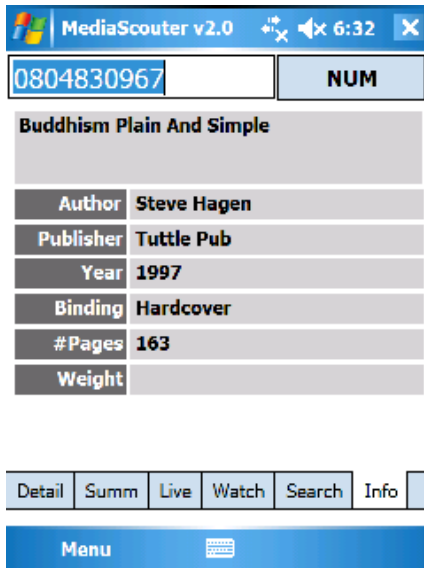 MediaScouter v2.0 6:32
0804830967 NUM
Buddhism Plain And Simple
Author Steve Hagen
Publisher Tuttle Pub
Year 1997
Binding Hardcover
#Pages 163
Weight
Detail Summ Live Watch Search Info
Menu